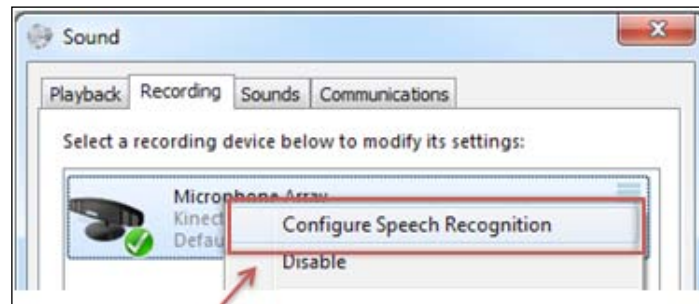 Sound
Playback Recording Sounds Communications
Select a recording device below to modify its settings:
Microphone Array
Kinect
Defau
Configure Speech Recognition
Disable